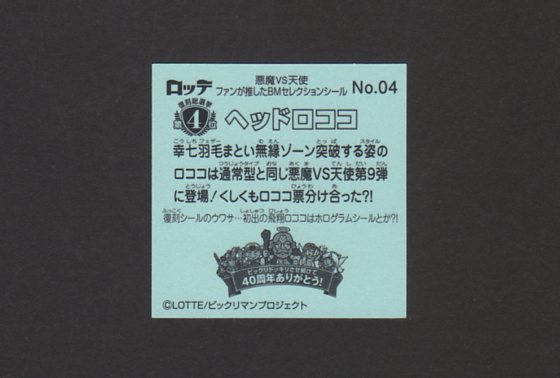 ロッテ
悪魔VS天使
ファンが推したBMセレクションシール
No.04
復刻総選挙
4
ヘッドロココ
幸七羽毛まとい無縁ゾーン突破する姿の
ロココは通常型と同じ悪魔VS天使第9弾
に登場!くしくもロココ票分け合った?!
復刻シールのウワサ…初出の飛翔ロココはホログラムシールとか?!
ビックリドッキリさせ続けて
40周年ありがとう!
©LOTTE/ビックリマンプロジェクト